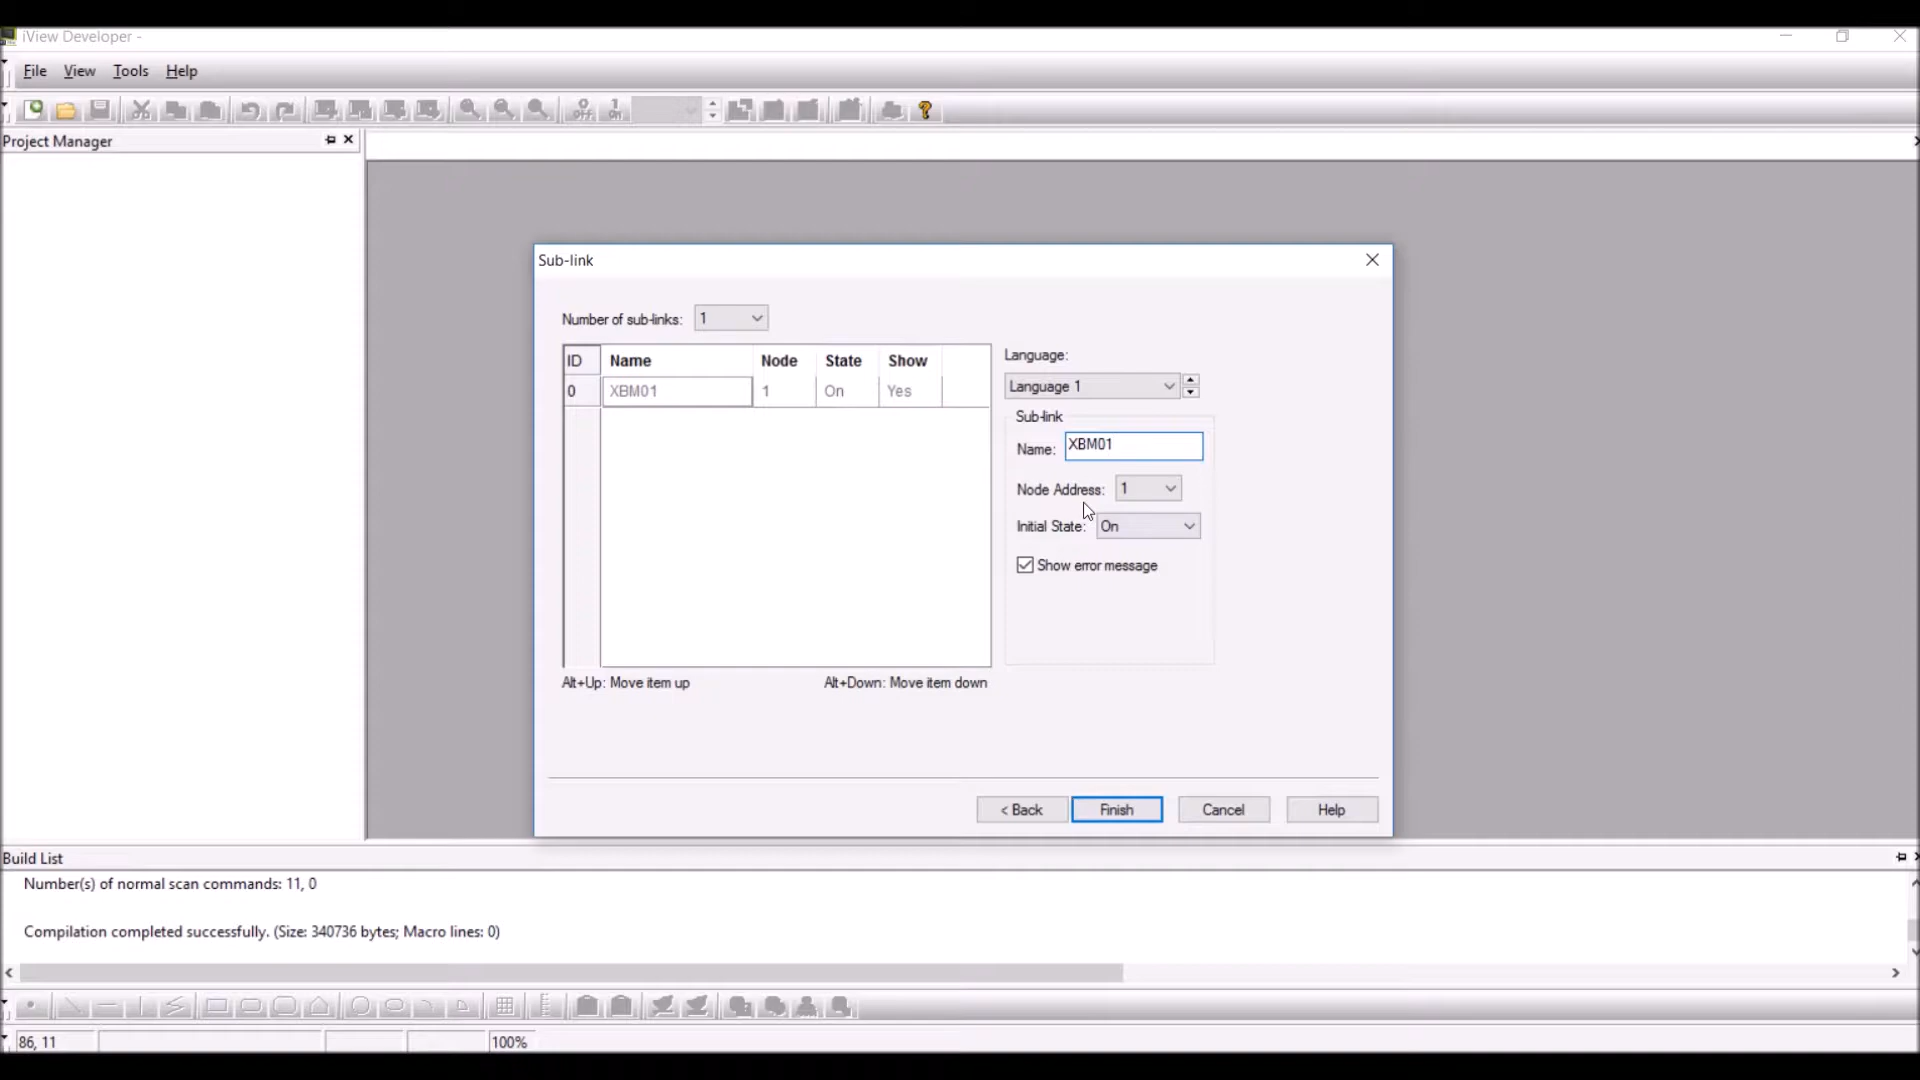 iView Developer -
File View Tools Help
0 off 1 on
Project Manager
Sub-link
Number of sub-links: 1
ID Name Node State Show
0 XBM01 1 On Yes
Alt+Up: Move item up Alt+Down: Move item down
Language:
Language 1
Sub-link
Name: XBM01
Node Address: 1
Initial State: On
Show error message
< Back Finish Cancel Help
Build List
Number(s) of normal scan commands: 11, 0
Compilation completed successfully. (Size: 340736 bytes; Macro lines: 0)
86, 11 100%